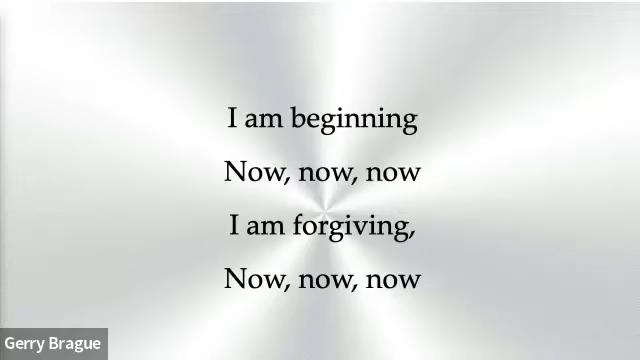 I am beginning
Now, now, now
I am forgiving,
Now, now, now
Gerry Brague